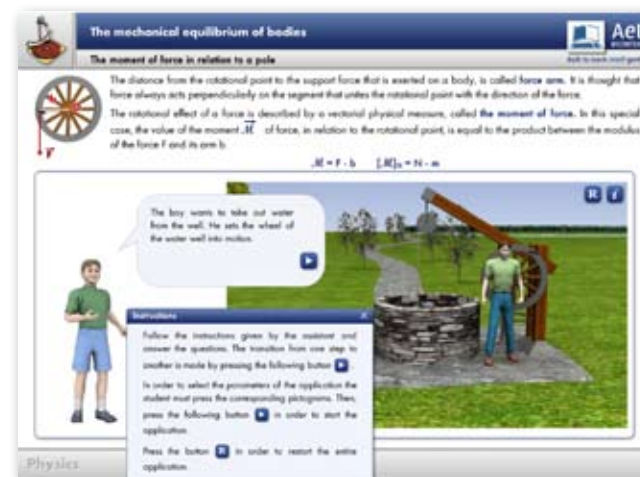 The mechanical equilibrium of bodies
Ael
The moment of force in relation to a pole
The distance from the rotational point to the support force that is exerted on a body, is called force arm. It is thought that
force always acts perpendicularly on the segment that unites the rotational point with the direction of the force.
The rotational effect of a force is described by a vectorial physical measure, called the moment of force. In this special
case, the value of the moment M of force, in relation to the rotational point, is equal to the product between the modulus
of the force F and its arm b.
F
M = F · b [M] = N · m
R i
The boy wants to take out water
from the well. He sets the wheel of
the water well into motion.
Instructions
Follow the instructions given by the assistant and
answer the questions. The transition from one step to
another is made by pressing the following button
In order to select the parameters of the application the
student must press the corresponding pictograms. Then,
press the following button in order to start the
application.
Press the button R in order to restart the entire
application.
Physics